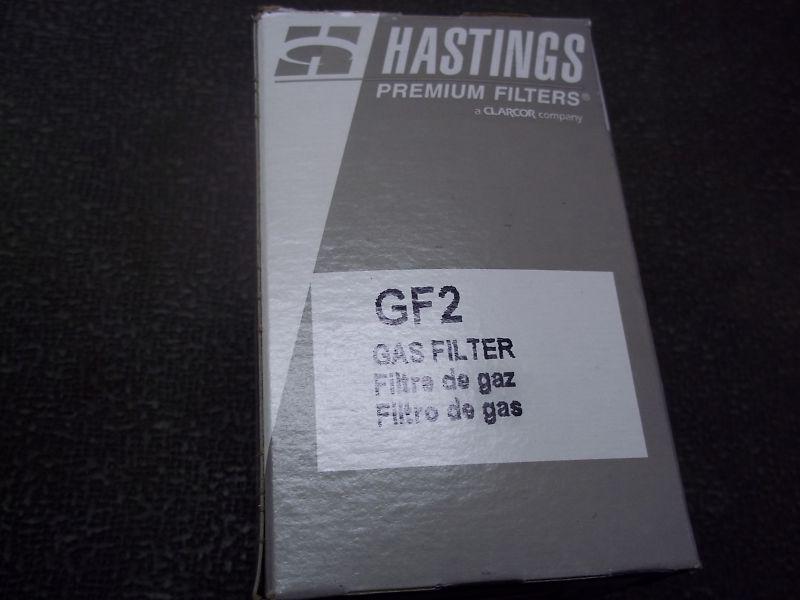 HASTINGS
PREMIUM FILTERS®
a CLARCOR company
GF2
GAS FILTER
Filtre de gaz
Filtro de gas